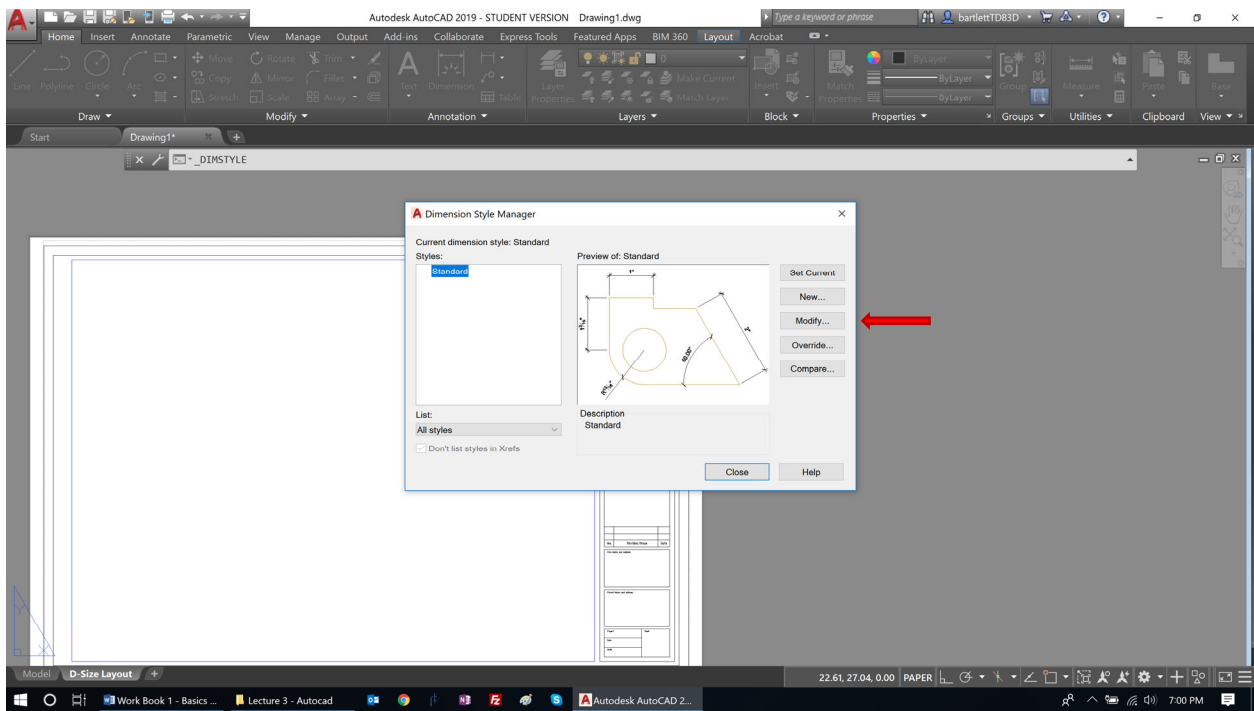 Autodesk AutoCAD 2019 - STUDENT VERSION Drawing1.dwg
Type a keyword or phrase
bartlettTD83D
Home Insert Annotate Parametric View Manage Output Add-ins Collaborate Express Tools Featured Apps BIM 360 Layout Acrobat
Move Rotate Trim
Copy Mirror Fillet
Stretch Scale Array
Line Polyline Circle Arc
Text Dimension
Table
Layer Properties
0
Make Current
Match Layer
Insert
Match Properties
ByLayer
ByLayer
ByLayer
Group
Measure
Paste
Base
Draw Modify Annotation Layers Block Properties Groups Utilities Clipboard View
Start Drawing1*
_DIMSTYLE
Dimension Style Manager
Current dimension style: Standard
Styles: Preview of: Standard
Standard
Set Current
New...
Modify...
Override...
Compare...
1"
60.00°
List:
All styles
Don't list styles in Xrefs
Description
Standard
Close Help
Y
X
Model D-Size Layout
22.61, 27.04, 0.00 PAPER
Work Book 1 - Basics ... Lecture 3 - Autocad Autodesk AutoCAD 2...
7:00 PM